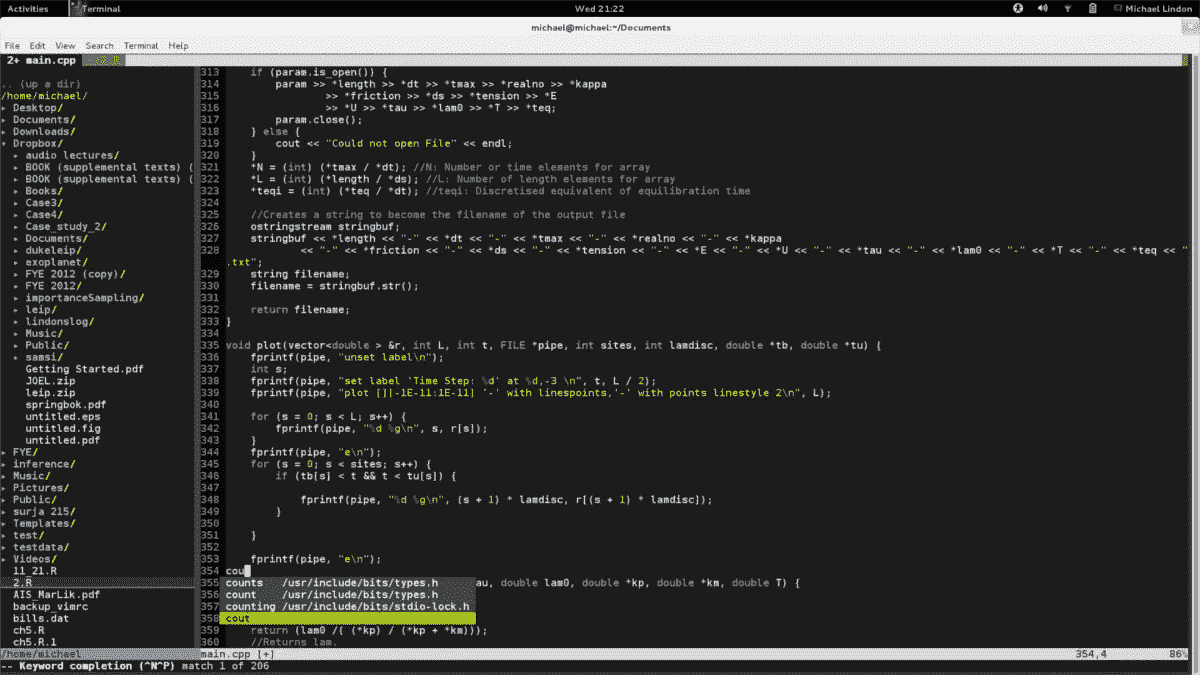 Activities Terminal Wed 21:22 Michael Lindon
michael@michael:~/Documents
File Edit View Search Terminal Help
2+ main.cpp
.. (up a dir)
/home/michael/
▸ Desktop/
▸ Documents/
▸ Downloads/
▾ Dropbox/
▸ audio lectures/
▸ BOOK (supplemental texts) (
▸ BOOK (supplemental texts) (
▸ Books/
▸ Case3/
▸ Case4/
▸ Case_study_2/
▸ Documents/
▸ dukeleip/
▸ exoplanet/
▸ FYE 2012 (copy)/
▸ FYE 2012/
▸ importanceSampling/
▸ leip/
▸ lindonslog/
▸ Music/
▸ Public/
▸ samsi/
Getting Started.pdf
JOEL.zip
leip.zip
springbok.pdf
untitled.eps
untitled.fig
untitled.pdf
▸ FYE/
▸ inference/
▸ Music/
▸ Pictures/
▸ Public/
▸ surja 215/
▸ Templates/
▸ test/
▸ testdata/
▸ Videos/
11_21.R
2.R
AIS_MarLik.pdf
backup_vimrc
bills.dat
ch5.R
ch5.R.1
/home/michael
313 if (param.is_open()) {
314 param >> *length >> *dt >> *tmax >> *realno >> *kappa
315 >> *friction >> *ds >> *tension >> *E
316 >> *U >> *tau >> *lam0 >> *T >> *teq;
317 param.close();
318 } else {
319 cout << "Could not open File" << endl;
320 }
321 *N = (int) (*tmax / *dt); //N: Number or time elements for array
322 *L = (int) (*length / *ds); //L: Number of length elements for array
323 *teqi = (int) (*teq / *dt); //teqi: Discretised equivalent of equilibration time
324
325 //Creates a string to become the filename of the output file
326 ostringstream stringbuf;
327 stringbuf << *length << "-" << *dt << "-" << *tmax << "-" << *realno << "-" << *kappa
328 << "-" << *friction << "-" << *ds << "-" << *tension << "-" << *E << "-" << *U << "-" << *tau << "-" << *lam0 << "-" << *T << "-" << *teq << "
.txt";
329 string filename;
330 filename = stringbuf.str();
331
332 return filename;
333 }
334
335 void plot(vector<double > &r, int L, int t, FILE *pipe, int sites, int lamdisc, double *tb, double *tu) {
336 fprintf(pipe, "unset label\n");
337 int s;
338 fprintf(pipe, "set label 'Time Step: %d' at %d,-3 \n", t, L / 2);
339 fprintf(pipe, "plot [][-1E-11:1E-11] '-' with linespoints,'-' with points linestyle 2\n", L);
340
341 for (s = 0; s < L; s++) {
342 fprintf(pipe, "%d %g\n", s, r[s]);
343 }
344 fprintf(pipe, "e\n");
345 for (s = 0; s < sites; s++) {
346 if (tb[s] < t && t < tu[s]) {
347
348 fprintf(pipe, "%d %g\n", (s + 1) * lamdisc, r[(s + 1) * lamdisc]);
349 }
350
351 }
352
353 fprintf(pipe, "e\n");
354 cou
355 counts /usr/include/bits/types.h au, double lam0, double *kp, double *km, double T) {
356 count /usr/include/bits/types.h
357 counting /usr/include/bits/stdio-lock.h
358 cout
359 return (lam0 /( (*kp) / (*kp + *km)));
360 //Returns lam.
main.cpp [+] 354,4 86%
-- Keyword completion (^N^P) match 1 of 206